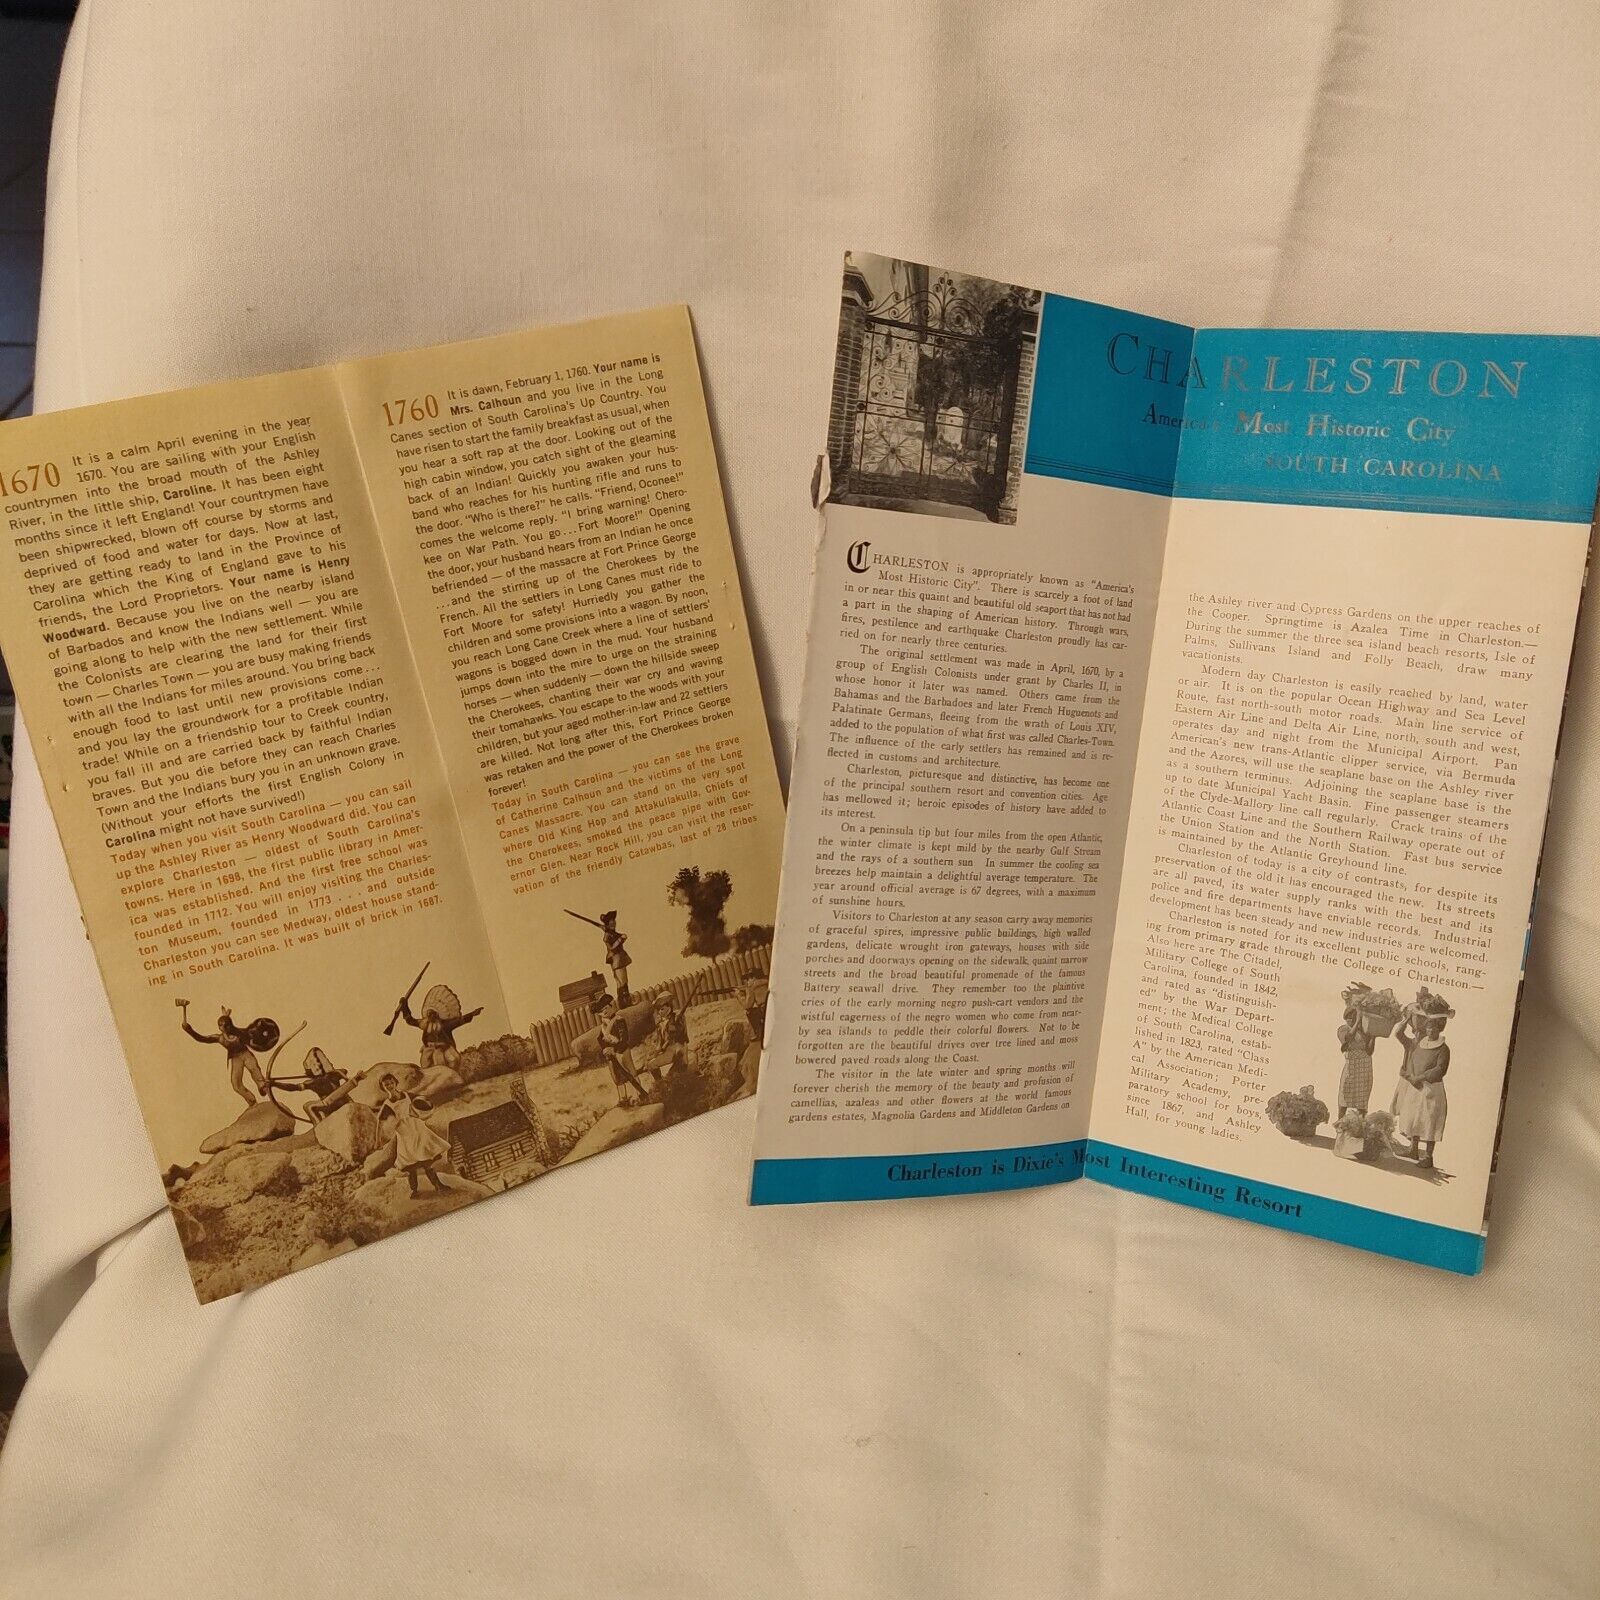 1670 It is a calm April evening in the year
1670. You are sailing with your English
countrymen into the broad mouth of the Ashley
River, in the little ship, Caroline. It has been eight
months since it left England! Your countrymen have
been shipwrecked, blown off course by storms and
deprived of food and water for days. Now at last,
they are getting ready to land in the Province of
Carolina which the King of England gave to his
friends, the Lord Proprietors. Your name is Henry
Woodward. Because you live on the nearby island
of Barbados and know the Indians well — you are
going along to help with the new settlement. While
the Colonists are clearing the land for their first
town — Charles Town — you are busy making friends
with all the Indians for miles around. You bring back
enough food to last until new provisions come...
and you lay the groundwork for a profitable Indian
trade! While on a friendship tour to Creek country,
you fall ill and are carried back by faithful Indian
braves. But you die before they can reach Charles
Town and the Indians bury you in an unknown grave.
(Without your efforts the first English Colony in
Carolina might not have survived!)
Today when you visit South Carolina — you can sail
up the Ashley River as Henry Woodward did. You can
explore Charleston — oldest of South Carolina's
towns. Here in 1698, the first public library in Amer-
ica was established. And the first free school was
founded in 1712. You will enjoy visiting the Charles-
ton Museum, founded in 1773 . . . and outside
Charleston you can see Medway, oldest house stand-
ing in South Carolina. It was built of brick in 1687.
1760 It is dawn, February 1, 1760. Your name is
Mrs. Calhoun and you live in the Long
Canes section of South Carolina's Up Country. You
have risen to start the family breakfast as usual, when
you hear a soft rap at the door. Looking out of the
high cabin window, you catch sight of the gleaming
back of an Indian! Quickly you awaken your hus-
band who reaches for his hunting rifle and runs to
the door. "Who is there?" he calls. "Friend, Oconee!"
comes the welcome reply. "I bring warning! Chero-
kee on War Path. You go...Fort Moore!" Opening
the door, your husband hears from an Indian he once
befriended — of the massacre at Fort Prince George
...and the stirring up of the Cherokees by the
French. All the settlers in Long Canes must ride to
Fort Moore for safety! Hurriedly you gather the
children and some provisions into a wagon. By noon,
you reach Long Cane Creek where a line of settlers'
wagons is bogged down in the mud. Your husband
jumps down into the mire to urge on the straining
horses — when suddenly — down the hillside sweep
the Cherokees, chanting their war cry and waving
their tomahawks. You escape to the woods with your
children, but your aged mother-in-law and 22 settlers
are killed. Not long after this, Fort Prince George
was retaken and the power of the Cherokees broken
forever!
Today in South Carolina — you can see the grave
of Catherine Calhoun and the victims of the Long
Canes Massacre. You can stand on the very spot
where Old King Hop and Attakullakulla, Chiefs of
the Cherokees, smoked the peace pipe with Gov-
ernor Glen. Near Rock Hill, you can visit the reser-
vation of the friendly Catawbas, last of 28 tribes
CHARLESTON
America's Most Historic City
SOUTH CAROLINA
CHARLESTON is appropriately known as "America's
Most Historic City". There is scarcely a foot of land
in or near this quaint and beautiful old seaport that has not had
a part in the shaping of American history. Through wars,
fires, pestilence and earthquake Charleston proudly has car-
ried on for nearly three centuries.
The original settlement was made in April, 1670, by a
group of English Colonists under grant by Charles II, in
whose honor it later was named. Others came from the
Bahamas and the Barbadoes and later French Huguenots and
Palatinate Germans, fleeing from the wrath of Louis XIV,
added to the population of what first was called Charles-Town.
The influence of the early settlers has remained and is re-
flected in customs and architecture.
Charleston, picturesque and distinctive, has become one
of the principal southern resort and convention cities. Age
has mellowed it; heroic episodes of history have added to
its interest.
On a peninsula tip but four miles from the open Atlantic,
the winter climate is kept mild by the nearby Gulf Stream
and the rays of a southern sun In summer the cooling sea
breezes help maintain a delightful average temperature. The
year around official average is 67 degrees, with a maximum
of sunshine hours.
Visitors to Charleston at any season carry away memories
of graceful spires, impressive public buildings, high walled
gardens, delicate wrought iron gateways, houses with side
porches and doorways opening on the sidewalk, quaint narrow
streets and the broad beautiful promenade of the famous
Battery seawall drive. They remember too the plaintive
cries of the early morning negro push-cart vendors and the
wistful eagerness of the negro women who come from near-
by sea islands to peddle their colorful flowers. Not to be
forgotten are the beautiful drives over tree lined and moss
bowered paved roads along the Coast.
The visitor in the late winter and spring months will
forever cherish the memory of the beauty and profusion of
camellias, azaleas and other flowers at the world famous
gardens estates, Magnolia Gardens and Middleton Gardens on
the Ashley river and Cypress Gardens on the upper reaches of
the Cooper. Springtime is Azalea Time in Charleston.—
During the summer the three sea island beach resorts, Isle of
Palms, Sullivans Island and Folly Beach, draw many
vacationists.
Modern day Charleston is easily reached by land, water
or air. It is on the popular Ocean Highway and Sea Level
Route, fast north-south motor roads. Main line service of
Eastern Air Line and Delta Air Line, north, south and west,
operates day and night from the Municipal Airport. Pan
American's new trans-Atlantic clipper service, via Bermuda
and the Azores, will use the seaplane base on the Ashley river
as a southern terminus. Adjoining the seaplane base is the
up to date Municipal Yacht Basin. Fine passenger steamers
of the Clyde-Mallory line call regularly. Crack trains of the
Atlantic Coast Line and the Southern Railway operate out of
the Union Station and the North Station. Fast bus service
is maintained by the Atlantic Greyhound line.
Charleston of today is a city of contrasts, for despite its
preservation of the old it has encouraged the new. Its streets
are all paved, its water supply ranks with the best and its
police and fire departments have enviable records. Industrial
development has been steady and new industries are welcomed.
Charleston is noted for its excellent public schools, rang-
ing from primary grade through the College of Charleston.—
Also here are The Citadel,
Military College of South
Carolina, founded in 1842,
and rated as "distinguish-
ed" by the War Depart-
ment; the Medical College
of South Carolina, estab-
lished in 1823, rated "Class
A" by the American Medi-
cal Association; Porter
Military Academy, pre-
paratory school for boys,
since 1867, and Ashley
Hall, for young ladies.
Charleston is Dixie's Most Interesting Resort